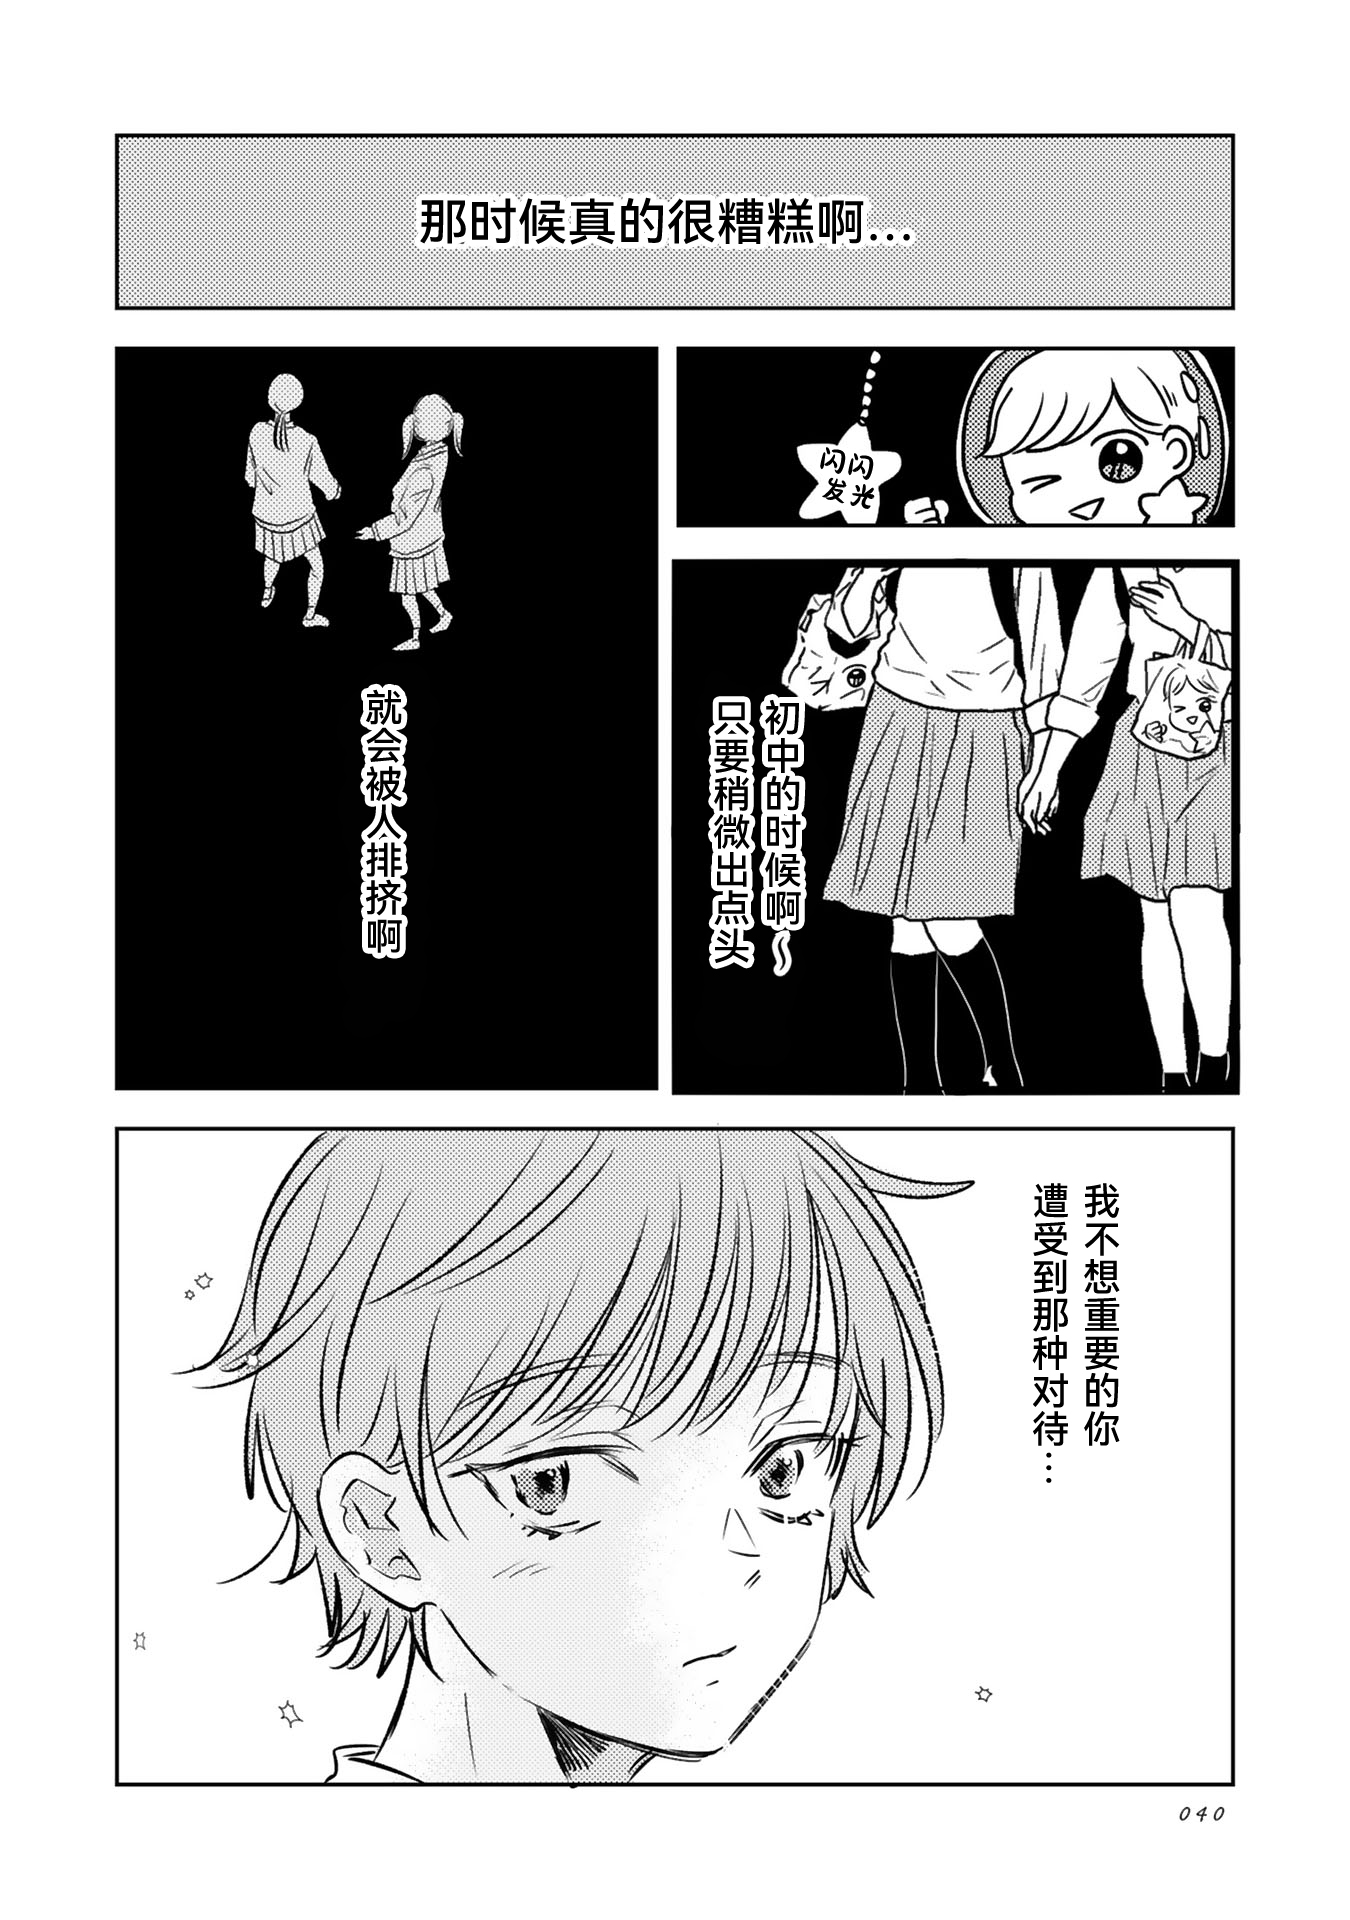 那时候真的很糟糕啊…
闪闪
发光
初中的时候啊～
只要稍微出点头
就会被人排挤啊
我不想重要的你
遭受到那种对待…
040